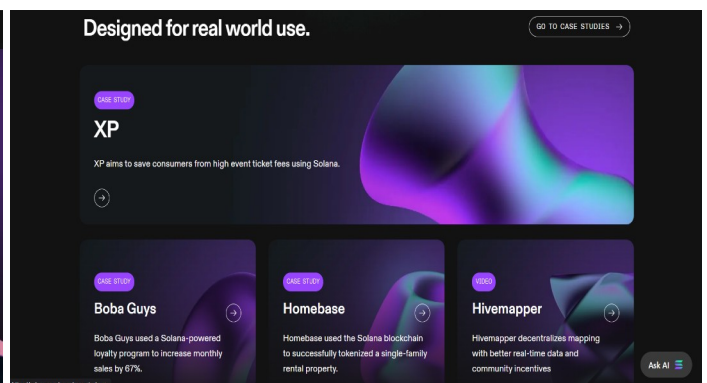 Designed for real world use.
GO TO CASE STUDIES
CASE STUDY
XP
XP aims to save consumers from high event ticket fees using Solana.
CASE STUDY
Boba Guys
Boba Guys used a Solana-powered
loyalty program to increase monthly
sales by 67%.
CASE STUDY
Homebase
Homebase used the Solana blockchain
to successfully tokenized a single-family
rental property.
VIDEO
Hivemapper
Hivemapper decentralizes mapping
with better real-time data and
community incentives
Ask AI